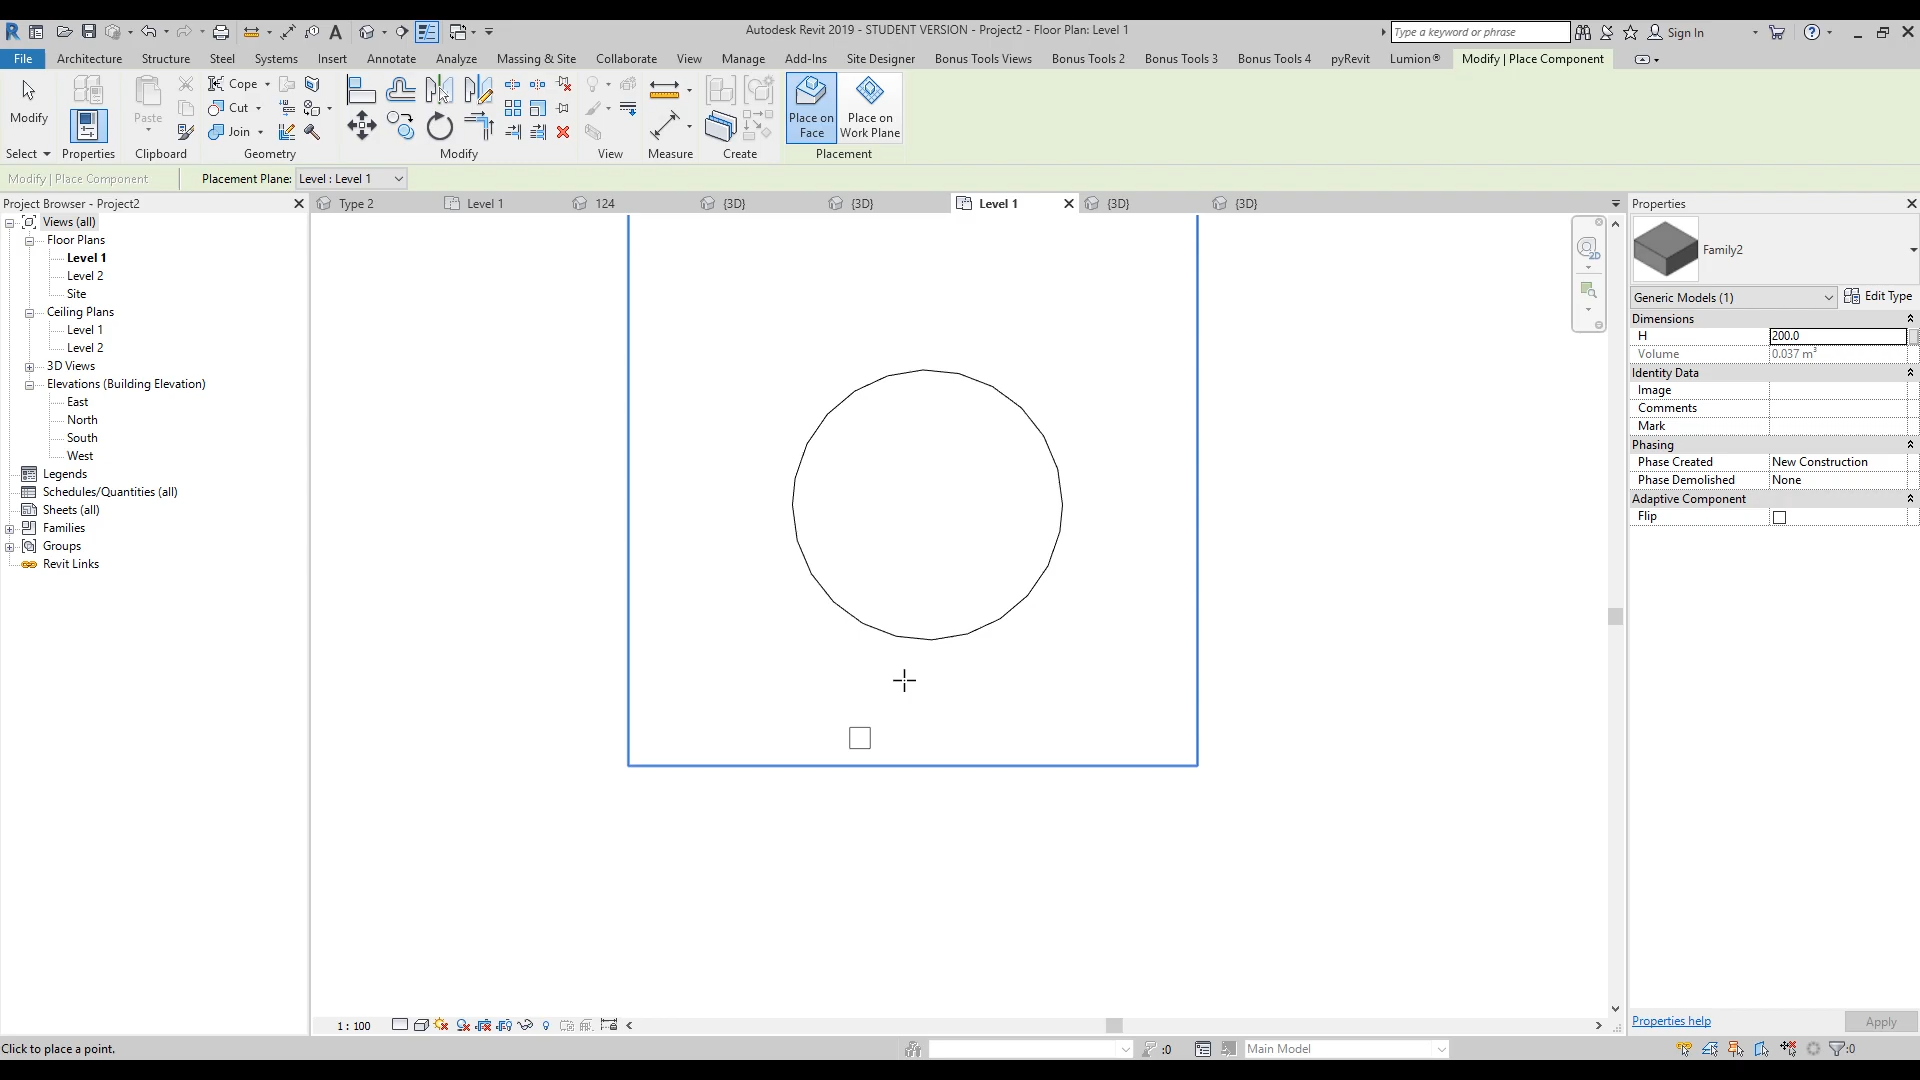 Autodesk Revit 2019 - STUDENT VERSION - Project2 - Floor Plan: Level 1
Type a keyword or phrase
Sign In
File Architecture Structure Steel Systems Insert Annotate Analyze Massing & Site Collaborate View Manage Add-Ins Site Designer Bonus Tools Views Bonus Tools 2 Bonus Tools 3 Bonus Tools 4 pyRevit Lumion® Modify | Place Component
Modify
Paste
Cope
Cut
Join
Place on Face
Place on Work Plane
Select Properties Clipboard Geometry Modify View Measure Create Placement
Modify | Place Component Placement Plane: Level : Level 1
Project Browser - Project2
Type 2 Level 1 124 {3D} {3D} Level 1 {3D} {3D}
Views (all)
Floor Plans
Level 1
Level 2
Site
Ceiling Plans
Level 1
Level 2
3D Views
Elevations (Building Elevation)
East
North
South
West
Legends
Schedules/Quantities (all)
Sheets (all)
Families
Groups
Revit Links
2D
Properties
Family2
Generic Models (1) Edit Type
Dimensions
H 200.0
Volume 0.037 m³
Identity Data
Image
Comments
Mark
Phasing
Phase Created New Construction
Phase Demolished None
Adaptive Component
Flip
Properties help Apply
1 : 100
Click to place a point. :0 Main Model :0